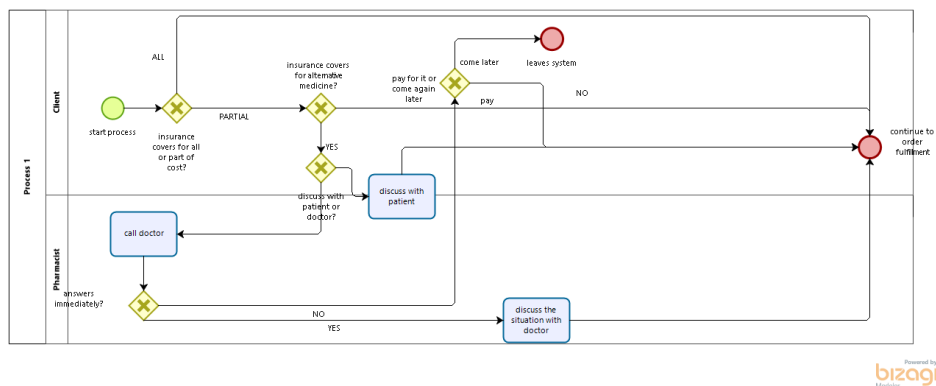 Process 1
Client
Pharmacist
start process
ALL
insurance
covers for all
or part of
cost?
PARTIAL
insurance covers
for alternative
medicine?
YES
NO
discuss with
patient or
doctor?
discuss with
patient
pay for it or
come again
later
come later
pay
leaves system
continue to
order
fulfilment
call doctor
answers
immediately?
NO
YES
discuss the
situation with
doctor
Powered by
bizagi